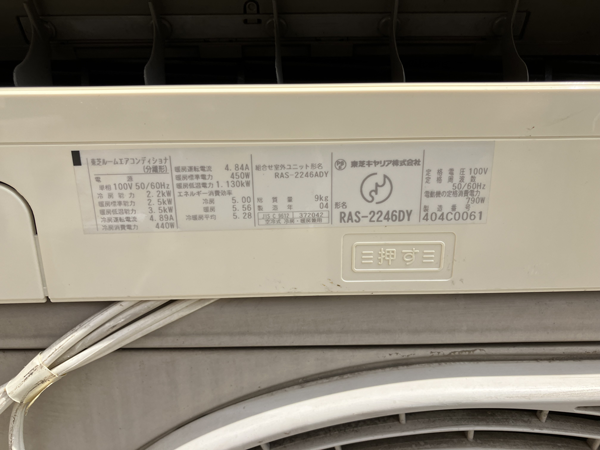 東芝ルームエアコンディショナ
(分離形)
電源
単相 100V 50/60Hz
冷房能力 2.2kW
暖房標準能力 2.5kW
暖房低温能力 3.5kW
冷房運転電流 4.89A
冷房消費電力 440W
暖房運転電流 4.84A
暖房標準電力 450W
暖房低温電力 1,130kW
エネルギー消費効率
冷房 5.00
暖房 5.56
冷暖房平均 5.28
組合せ室外ユニット形名
RAS-2246ADY
質量 9kg
製造年 04
東芝キヤリア株式会社
形名
RAS-2246DY
定格電圧 100V
定格周波数 50/60Hz
電動機の定格消費電力
790W
製造番号
404C0061
押す